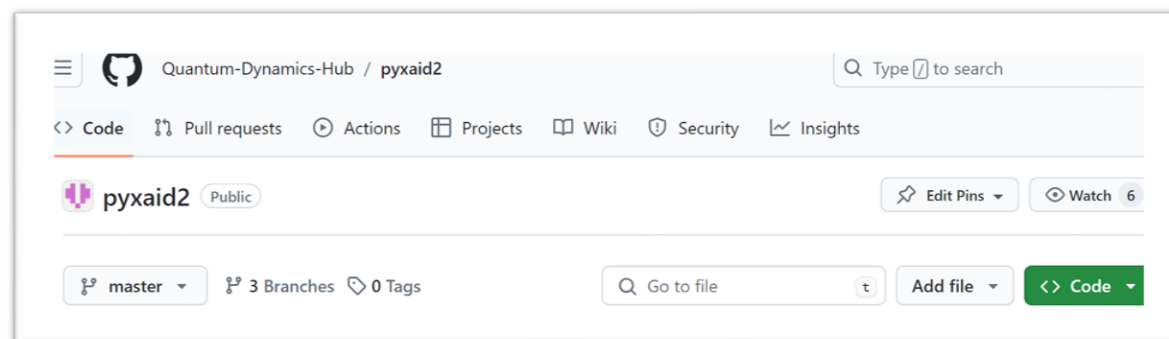 Quantum-Dynamics-Hub / pyxaid2 Type / to search
Code Pull requests Actions Projects Wiki Security Insights
pyxaid2 Public Edit Pins Watch 6
master 3 Branches 0 Tags Go to file t Add file <> Code